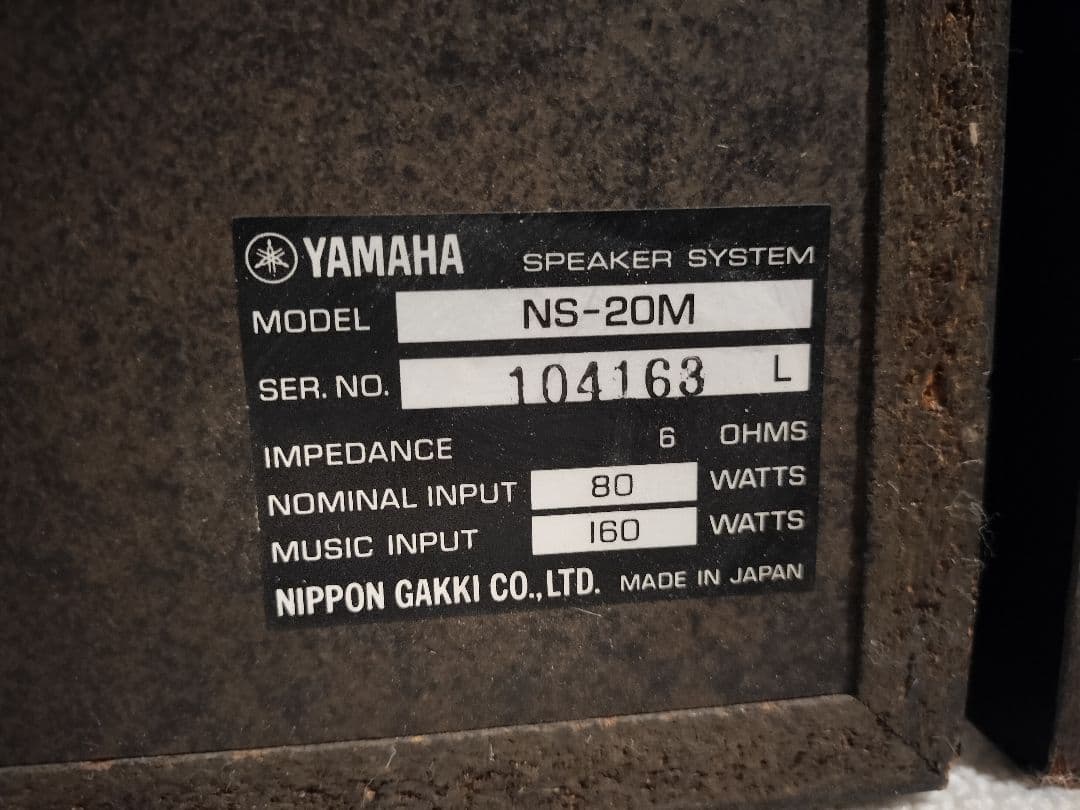 YAMAHA SPEAKER SYSTEM
MODEL NS-20M
SER. NO. 104163 L
IMPEDANCE 6 OHMS
NOMINAL INPUT 80 WATTS
MUSIC INPUT 160 WATTS
NIPPON GAKKI CO., LTD. MADE IN JAPAN